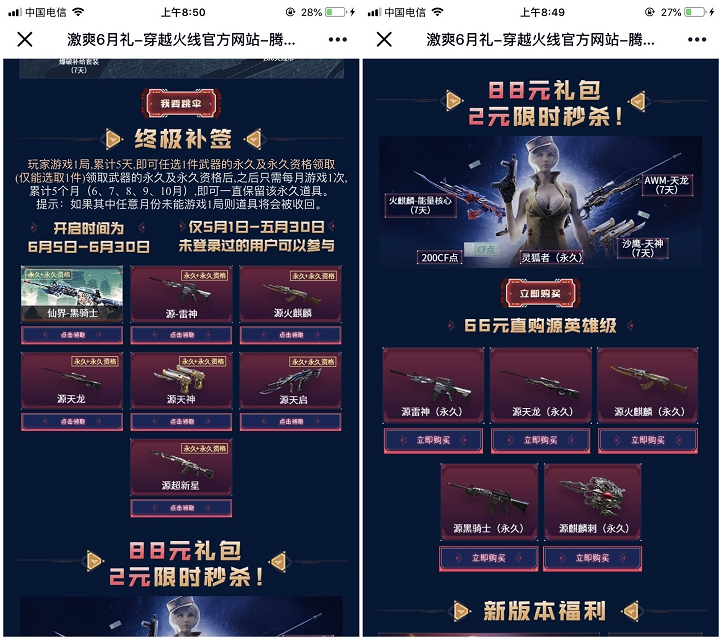 中国电信
上午8:50
28%
激爽6月礼-穿越火线官方网站-腾...
爆破补给套装
(7天)
我要跳伞
终极补签
玩家游戏1局,累计5天,即可任选1件武器的永久及永久资格领取
(仅能选取1件)领取武器的永久及永久资格后,之后只需每月游戏1次,
累计5个月（6、7、8、9、10月）,即可一直保留该永久道具。
提示：如果其中任意月份未能游戏1局则道具将会被收回。
开启时间为
6月5日-6月30日
仅5月1日-五月30日
未登录过的用户可以参与
永久+永久资格
仙界-黑骑士
点击领取
永久+永久资格
源-雷神
点击领取
永久+永久资格
源火麒麟
点击领取
永久+永久资格
源天龙
点击领取
永久+永久资格
源天神
点击领取
永久+永久资格
源天启
点击领取
永久+永久资格
源超新星
点击领取
88元礼包
2元限时秒杀！
中国电信
上午8:49
27%
激爽6月礼-穿越火线官方网站-腾...
88元礼包
2元限时秒杀！
火麒麟-能量核心
(7天)
AWM-天龙
(7天)
CF点
200CF点
灵狐者（永久）
沙鹰-天神
(7天)
立即购买
66元直购源英雄级
源雷神（永久）
立即购买
源天龙（永久）
立即购买
源火麒麟（永久）
立即购买
源黑骑士（永久）
立即购买
源麒麟刺（永久）
立即购买
新版本福利